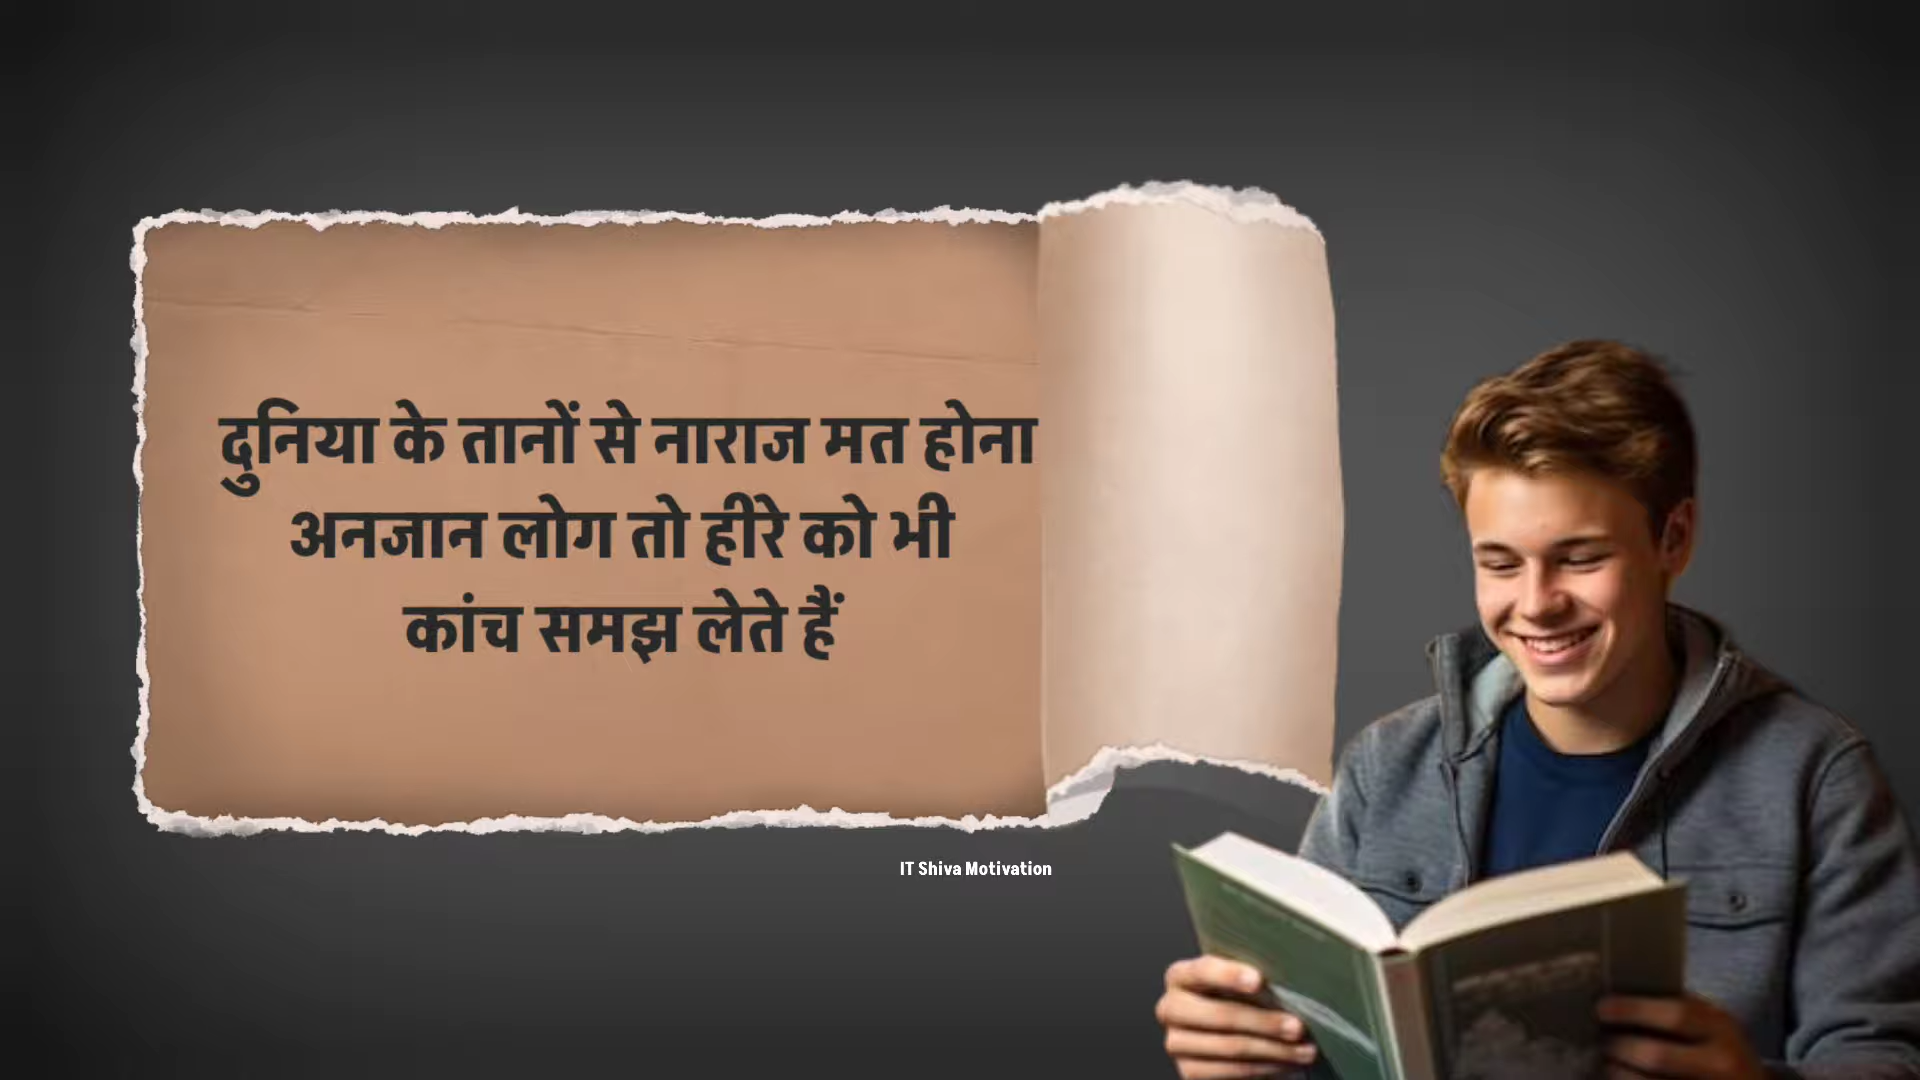 दुनिया के तानों से नाराज मत होना
अनजान लोग तो हीरे को भी
कांच समझ लेते हैं
IT Shiva Motivation